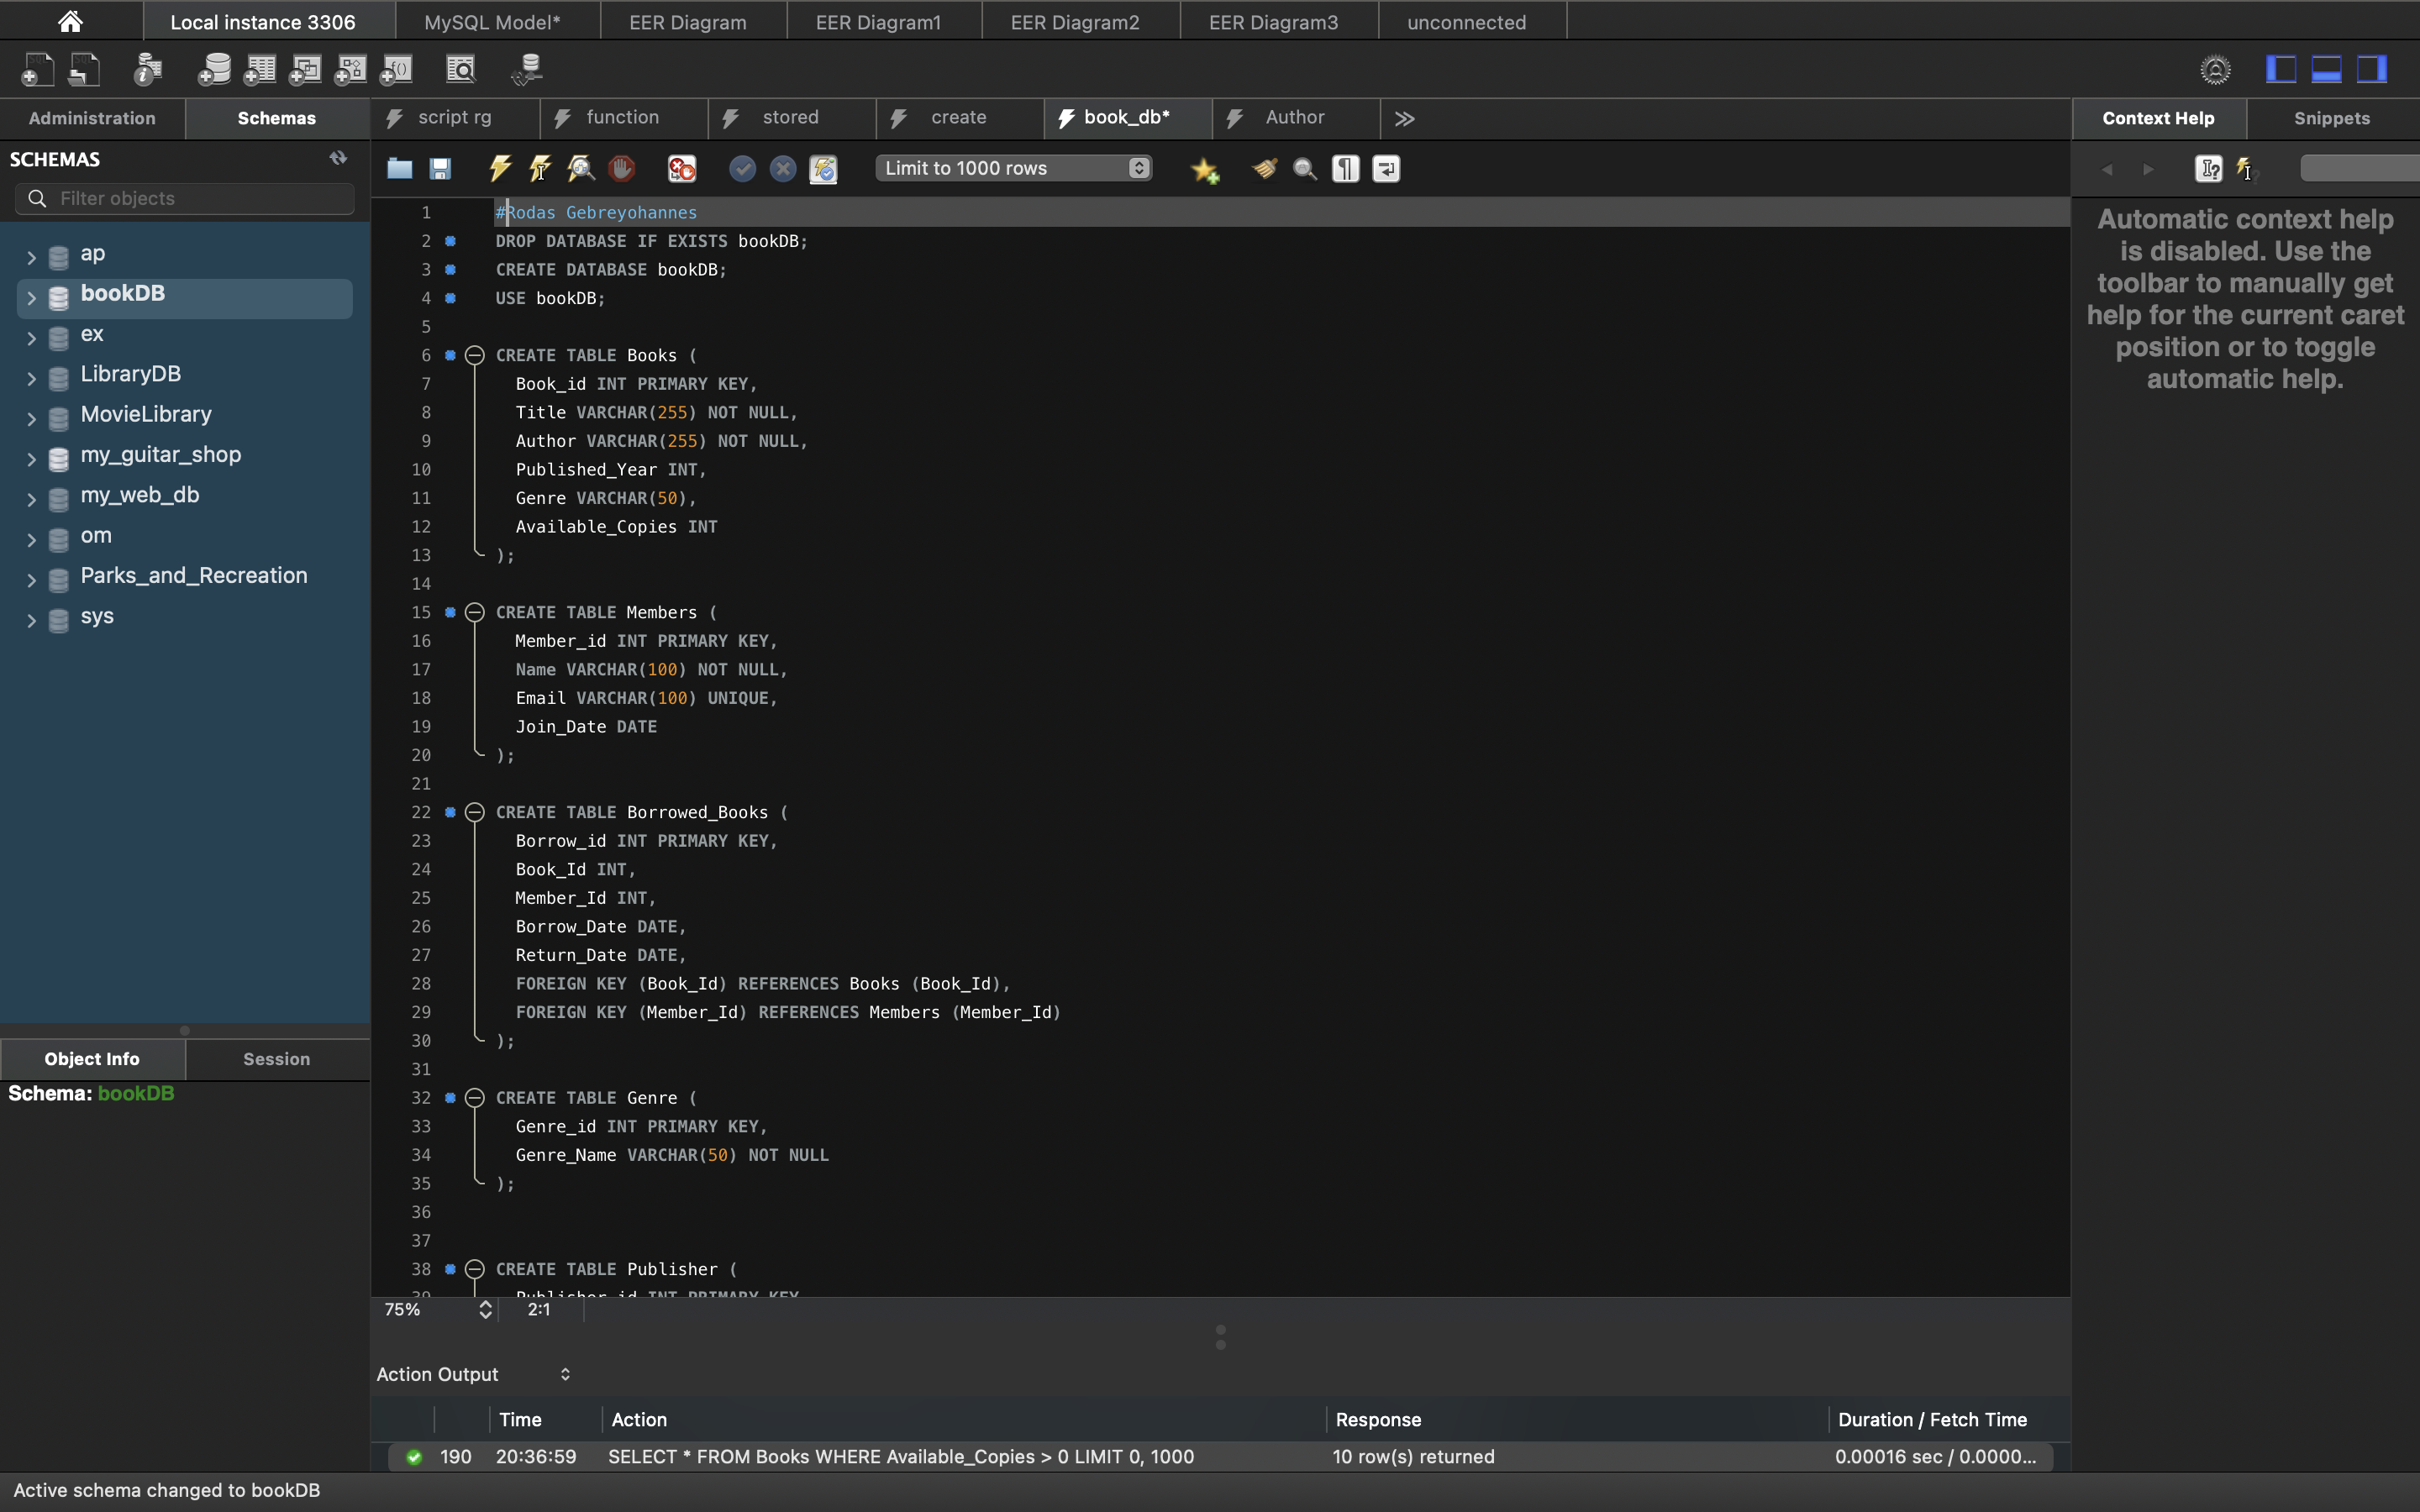 Local instance 3306 MySQL Model* EER Diagram EER Diagram1 EER Diagram2 EER Diagram3 unconnected
Administration Schemas script rg function stored create book_db* Author Context Help Snippets
SCHEMAS
Limit to 1000 rows
Filter objects
ap
bookDB
ex
LibraryDB
MovieLibrary
my_guitar_shop
my_web_db
om
Parks_and_Recreation
sys
Object Info Session
Schema: bookDB
1 #Rodas Gebreyohannes
2 DROP DATABASE IF EXISTS bookDB;
3 CREATE DATABASE bookDB;
4 USE bookDB;
5
6 CREATE TABLE Books (
7 Book_id INT PRIMARY KEY,
8 Title VARCHAR(255) NOT NULL,
9 Author VARCHAR(255) NOT NULL,
10 Published_Year INT,
11 Genre VARCHAR(50),
12 Available_Copies INT
13 );
14
15 CREATE TABLE Members (
16 Member_id INT PRIMARY KEY,
17 Name VARCHAR(100) NOT NULL,
18 Email VARCHAR(100) UNIQUE,
19 Join_Date DATE
20 );
21
22 CREATE TABLE Borrowed_Books (
23 Borrow_id INT PRIMARY KEY,
24 Book_Id INT,
25 Member_Id INT,
26 Borrow_Date DATE,
27 Return_Date DATE,
28 FOREIGN KEY (Book_Id) REFERENCES Books (Book_Id),
29 FOREIGN KEY (Member_Id) REFERENCES Members (Member_Id)
30 );
31
32 CREATE TABLE Genre (
33 Genre_id INT PRIMARY KEY,
34 Genre_Name VARCHAR(50) NOT NULL
35 );
36
37
38 CREATE TABLE Publisher (
39 Publisher_id INT PRIMARY KEY
Automatic context help
is disabled. Use the
toolbar to manually get
help for the current caret
position or to toggle
automatic help.
75% 2:1
Action Output
Time Action Response Duration / Fetch Time
190 20:36:59 SELECT * FROM Books WHERE Available_Copies > 0 LIMIT 0, 1000 10 row(s) returned 0.00016 sec / 0.0000...
Active schema changed to bookDB